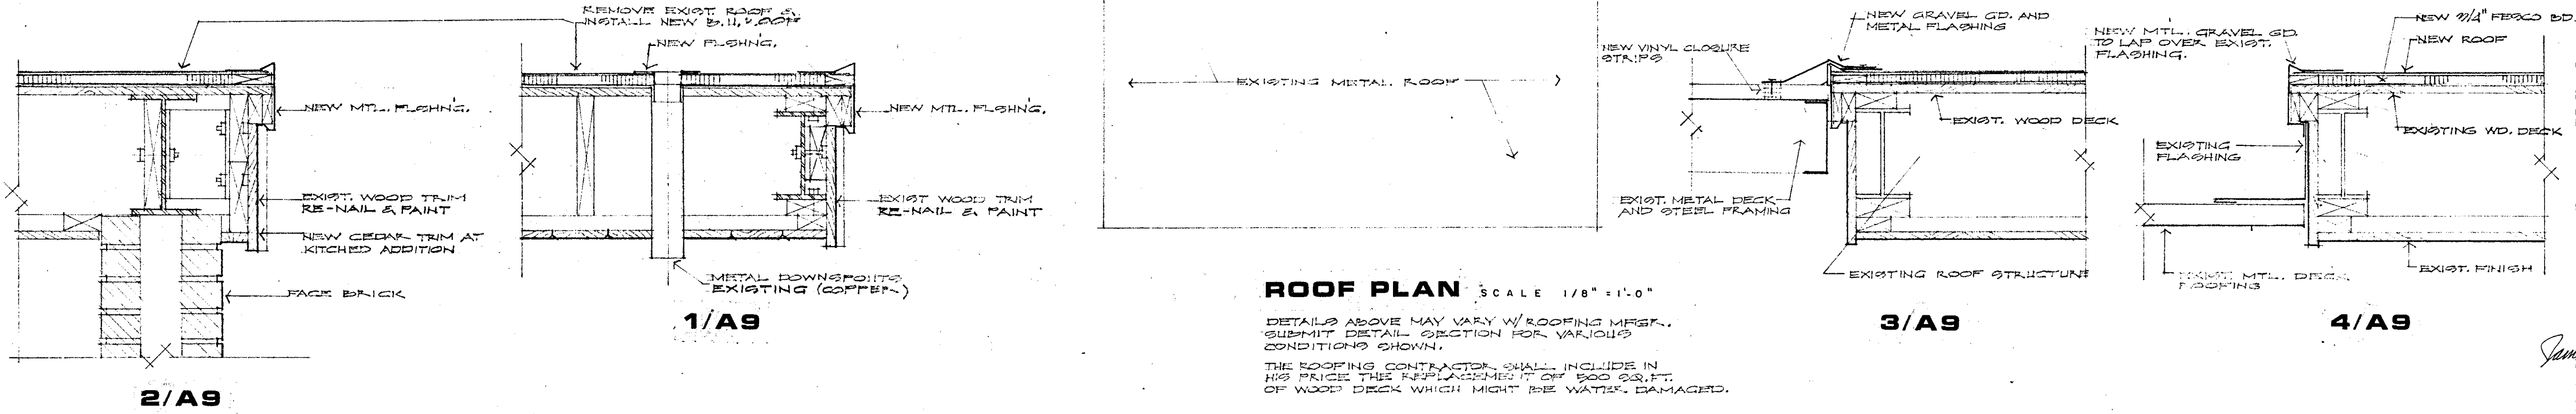 REMOVE EXIST. ROOF &
INSTALL NEW B.U. ROOF
NEW FLSHNG.
NEW MTL. FLSHNG.
EXIST. WOOD TRIM
RE-NAIL & PAINT
NEW CEDAR TRIM AT
KITCHED ADDITION
FACE BRICK
2/A9
NEW MTL. FLSHNG.
EXIST WOOD TRIM
RE-NAIL & PAINT
METAL DOWNSPOUTS
EXISTING (COPPER)
1/A9
EXISTING METAL ROOF
ROOF PLAN SCALE 1/8" = 1'-0"
DETAILS ABOVE MAY VARY W/ ROOFING MFGR.
SUBMIT DETAIL SECTION FOR VARIOUS
CONDITIONS SHOWN.
THE ROOFING CONTRACTOR SHALL INCLUDE IN
HIS PRICE THE REPLACEMENT OF 500 SQ.FT.
OF WOOD DECK WHICH MIGHT BE WATER DAMAGED.
NEW GRAVEL GD. AND
METAL FLASHING
NEW VINYL CLOSURE
STRIPS
EXIST. WOOD DECK
EXIST. METAL DECK
AND STEEL FRAMING
EXISTING ROOF STRUCTURE
3/A9
NEW MTL. GRAVEL GD.
TO LAP OVER EXIST.
FLASHING.
NEW 3/4" FESCO BD.
NEW ROOF
EXISTING WD. DECK
EXISTING
FLASHING
EXIST. MTL. DECK
ROOFING
EXIST. FINISH
4/A9